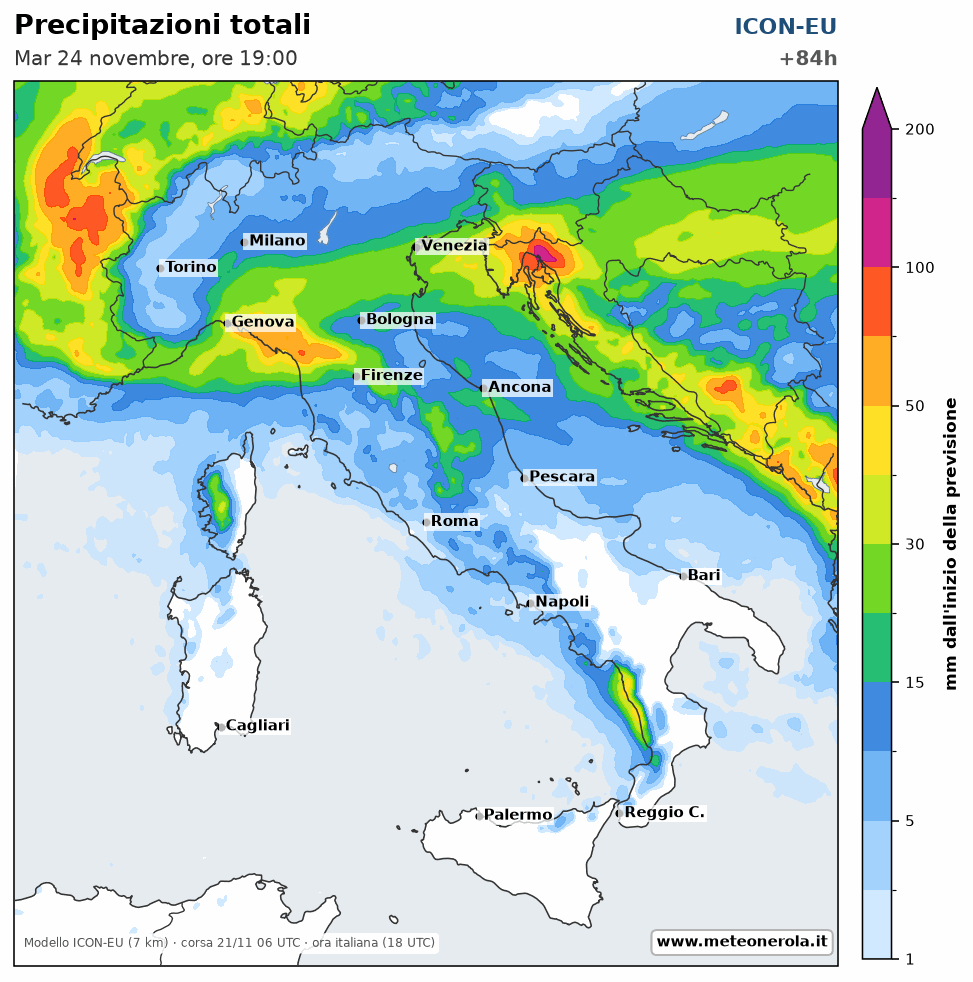 Precipitazioni totali
ICON-EU
Mar 24 novembre, ore 19:00
+84h
200
100
50
30
15
5
1
mm dall'inizio della previsione
Milano
Venezia
Torino
Genova
Bologna
Firenze
Ancona
Pescara
Roma
Bari
Napoli
Cagliari
Palermo
Reggio C.
Modello ICON-EU (7 km) · corsa 21/11 06 UTC · ora italiana (18 UTC)
www.meteonerola.it